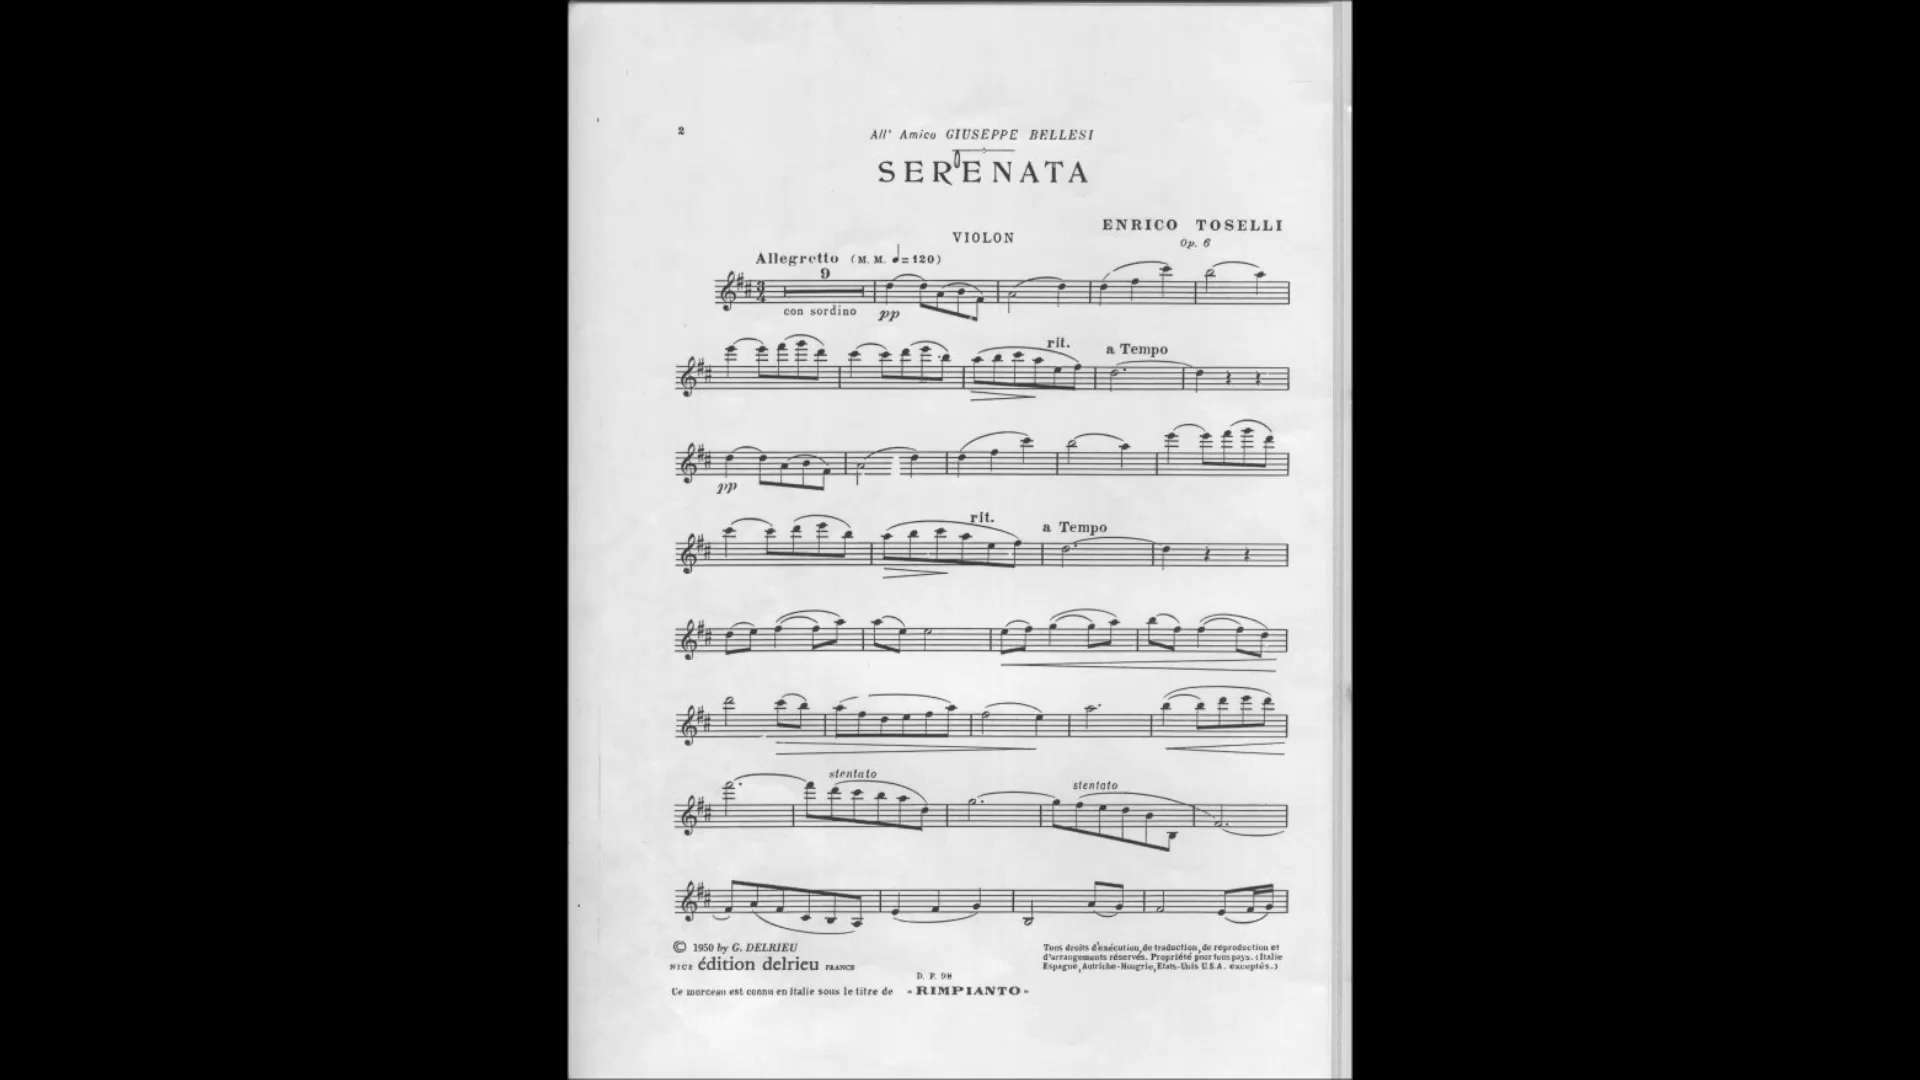 2
All' Amico GIUSEPPE BELLESI
SERENATA
ENRICO TOSELLI
Op. 6
VIOLON
Allegretto (M. M. ♩=120)
9
3
4
con sordino
pp
rit.
a Tempo
pp
rit.
a Tempo
stentato
stentato
© 1950 by G. DELRIEU
NICE édition delrieu FRANCE
Tous droits d'exécution, de traduction, de reproduction et
d'arrangements réservés. Propriété pour tous pays. (Italie
Espagne, Autriche-Hongrie, Etats-Unis U.S.A. exceptés.)
D. F. 98
Ce morceau est connu en Italie sous le titre de - RIMPIANTO -